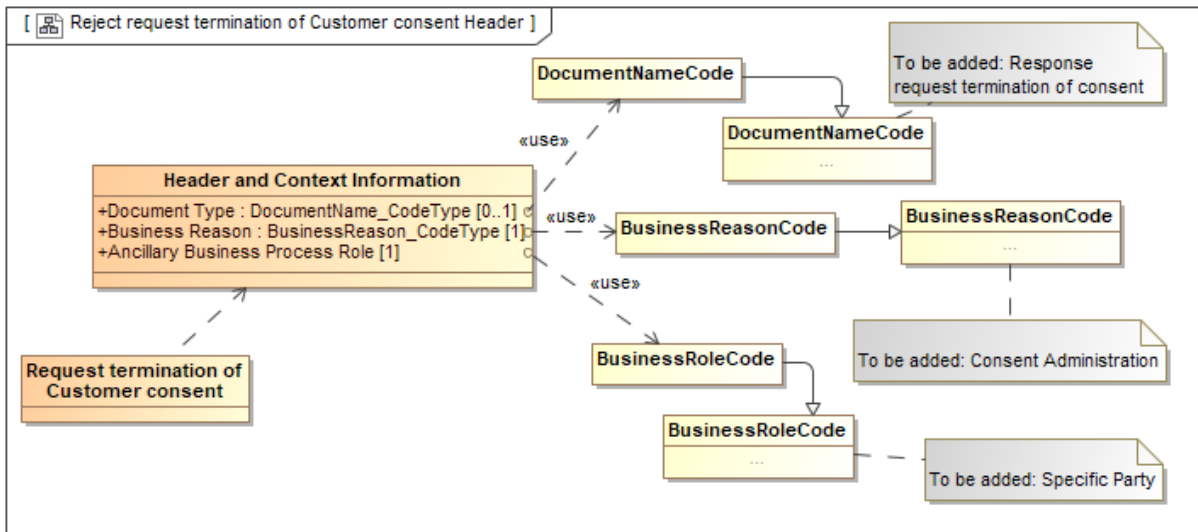 [ Reject request termination of Customer consent Header ]
DocumentNameCode
To be added: Response
request termination of consent
«use»
DocumentNameCode
...
Header and Context Information
+Document Type : DocumentName_CodeType [0..1]
+Business Reason : BusinessReason_CodeType [1]
+Ancillary Business Process Role [1]
«use»
BusinessReasonCode
BusinessReasonCode
...
«use»
Request termination of
Customer consent
BusinessRoleCode
To be added: Consent Administration
BusinessRoleCode
...
To be added: Specific Party